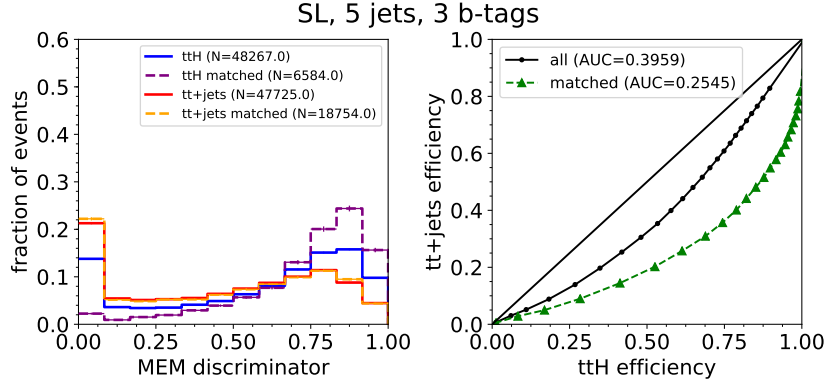 SL, 5 jets, 3 b-tags
fraction of events
0.6
0.5
0.4
0.3
0.2
0.1
0.0
ttH (N=48267.0)
ttH matched (N=6584.0)
tt+jets (N=47725.0)
tt+jets matched (N=18754.0)
0.00 0.25 0.50 0.75 1.00
MEM discriminator
tt+jets efficiency
1.0
0.8
0.6
0.4
0.2
0.0
all (AUC=0.3959)
matched (AUC=0.2545)
0.00 0.25 0.50 0.75 1.00
ttH efficiency